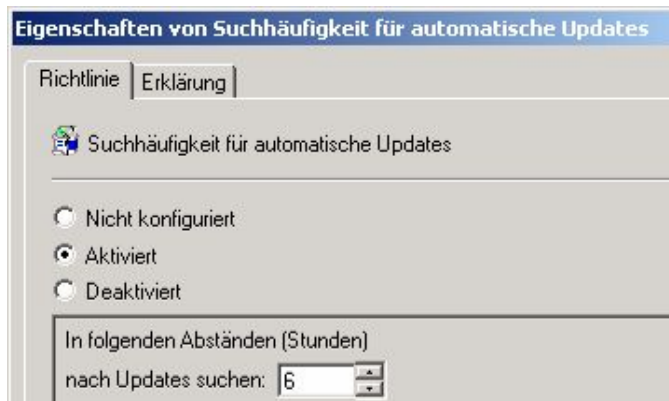 Eigenschaften von Suchhäufigkeit für automatische Updates
Richtlinie Erklärung
Suchhäufigkeit für automatische Updates
Nicht konfiguriert
Aktiviert
Deaktiviert
In folgenden Abständen (Stunden)
nach Updates suchen: 6